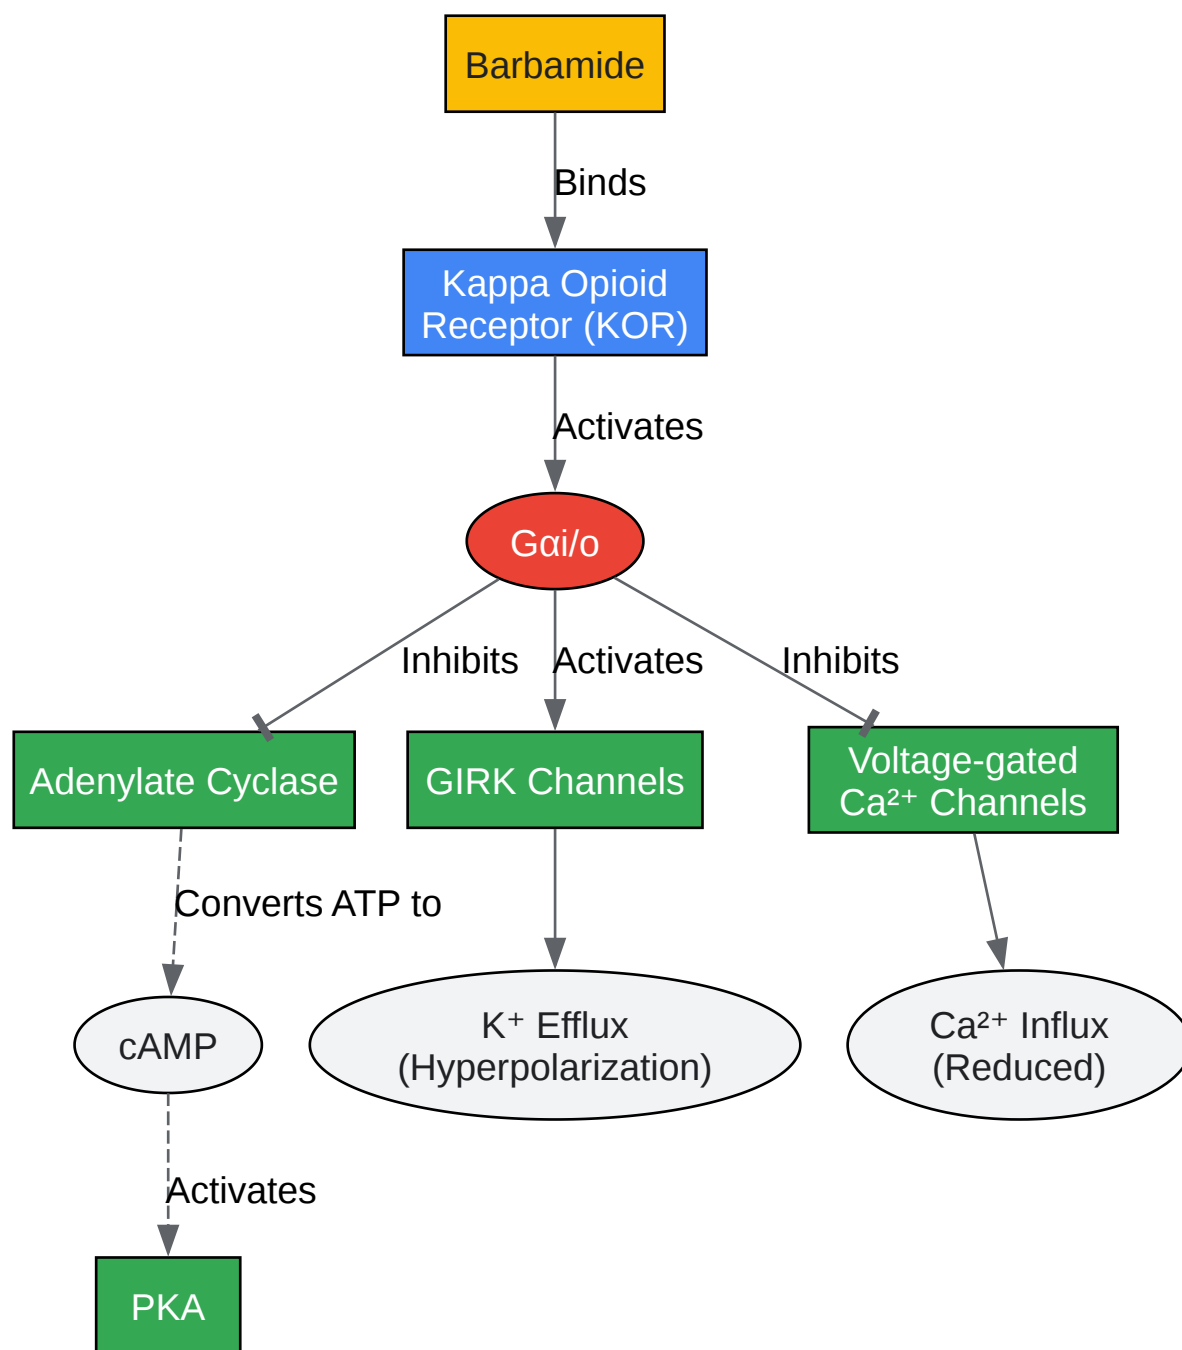 Barbamide
Binds
Kappa Opioid
Receptor (KOR)
Activates
Gαi/o
Inhibits
Activates
Inhibits
Adenylate Cyclase
GIRK Channels
Voltage-gated
Ca²⁺ Channels
Converts ATP to
cAMP
K⁺ Efflux
(Hyperpolarization)
Ca²⁺ Influx
(Reduced)
Activates
PKA